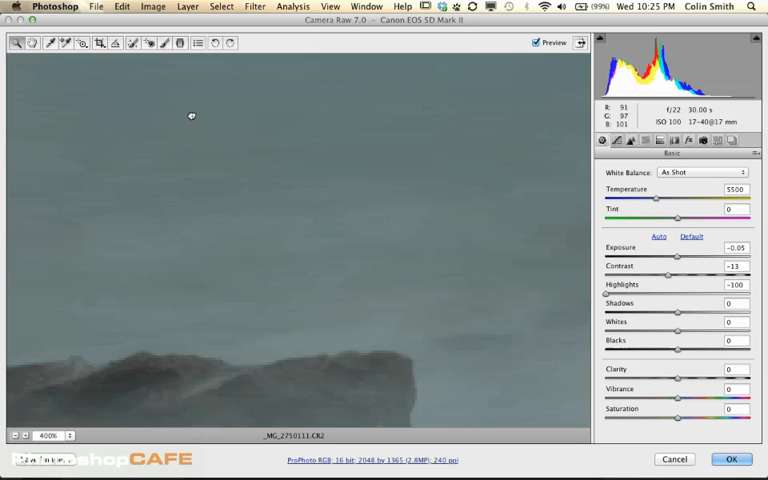 Photoshop File Edit Image Layer Select Filter Analysis View Window Help (99%) Wed 10:25 PM Colin Smith
Camera Raw 7.0 – Canon EOS 5D Mark II
Preview
R: 91
G: 97
B: 101
f/22 30.00 s
ISO 100 17-40@17 mm
Basic
White Balance: As Shot
Temperature 5500
Tint 0
Auto Default
Exposure -0.05
Contrast -13
Highlights -100
Shadows 0
Whites 0
Blacks 0
Clarity 0
Vibrance 0
Saturation 0
400% _MG_2750111.CR2
PhotoshopCAFE
ProPhoto RGB; 16 bit; 2048 by 1365 (2.8MP); 240 ppi
Cancel OK